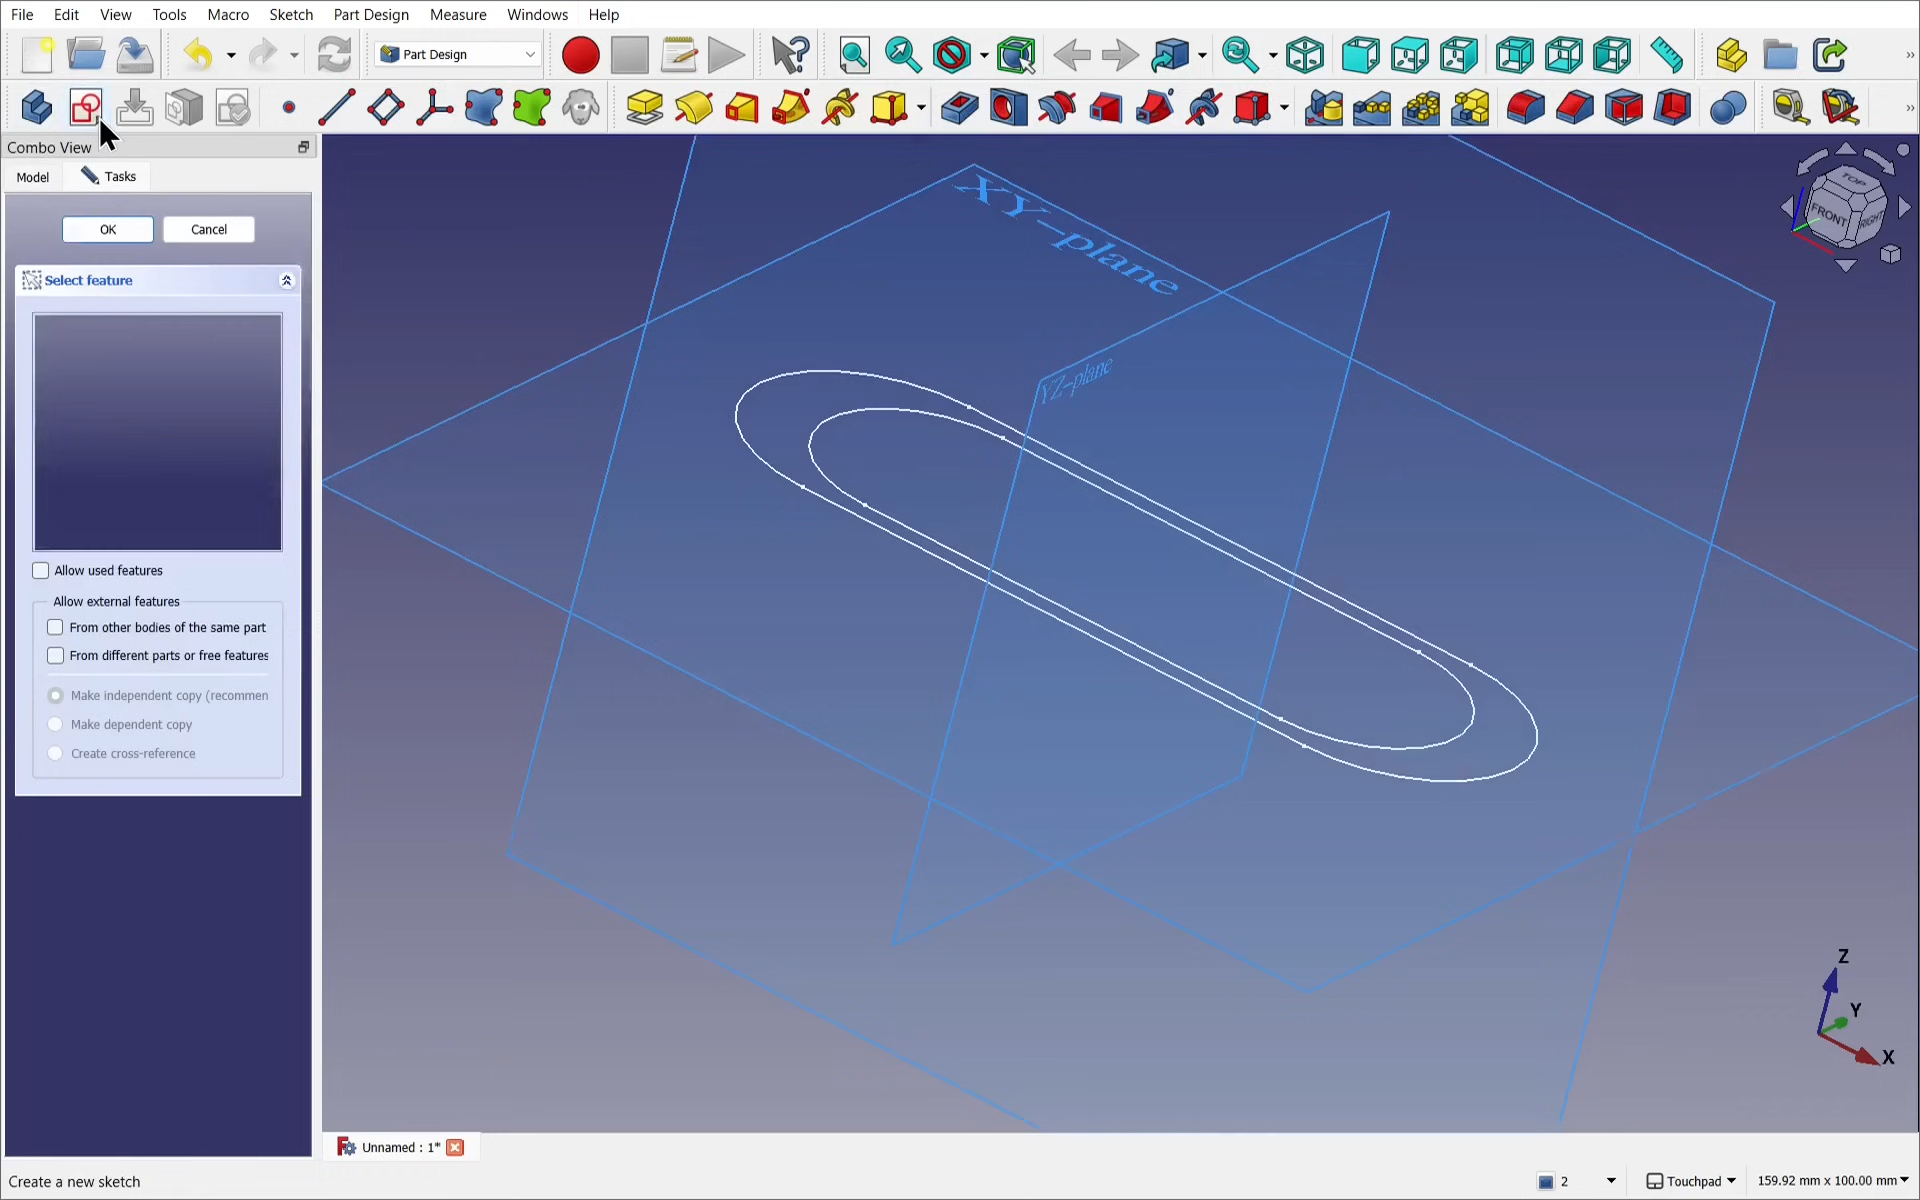 File Edit View Tools Macro Sketch Part Design Measure Windows Help
Part Design
Combo View
Model Tasks
OK Cancel
Select feature
Allow used features
Allow external features
From other bodies of the same part
From different parts or free features
Make independent copy (recommen
Make dependent copy
Create cross-reference
XY-plane
YZ-plane
TOP
FRONT
RIGHT
Z
Y
X
Unnamed : 1*
Create a new sketch
2
Touchpad
159.92 mm x 100.00 mm